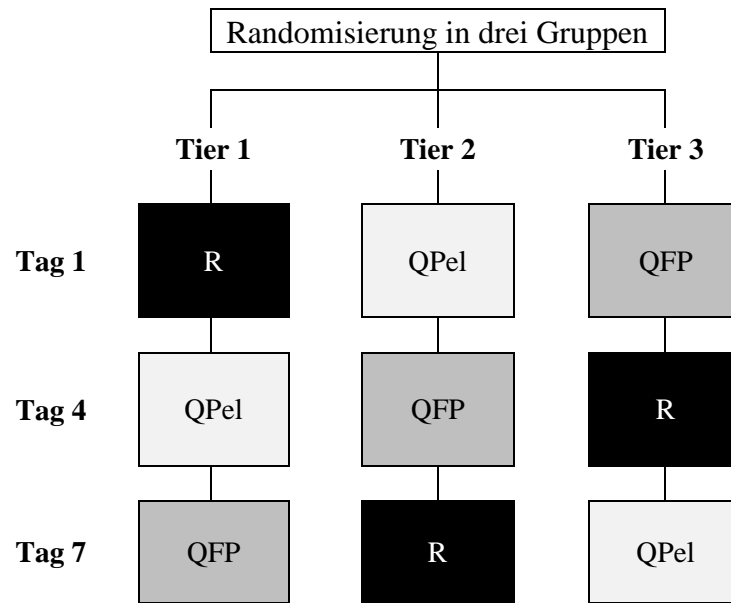 Randomisierung in drei Gruppen
Tier 1 Tier 2 Tier 3
Tag 1 R QPel QFP
Tag 4 QPel QFP R
Tag 7 QFP R QPel